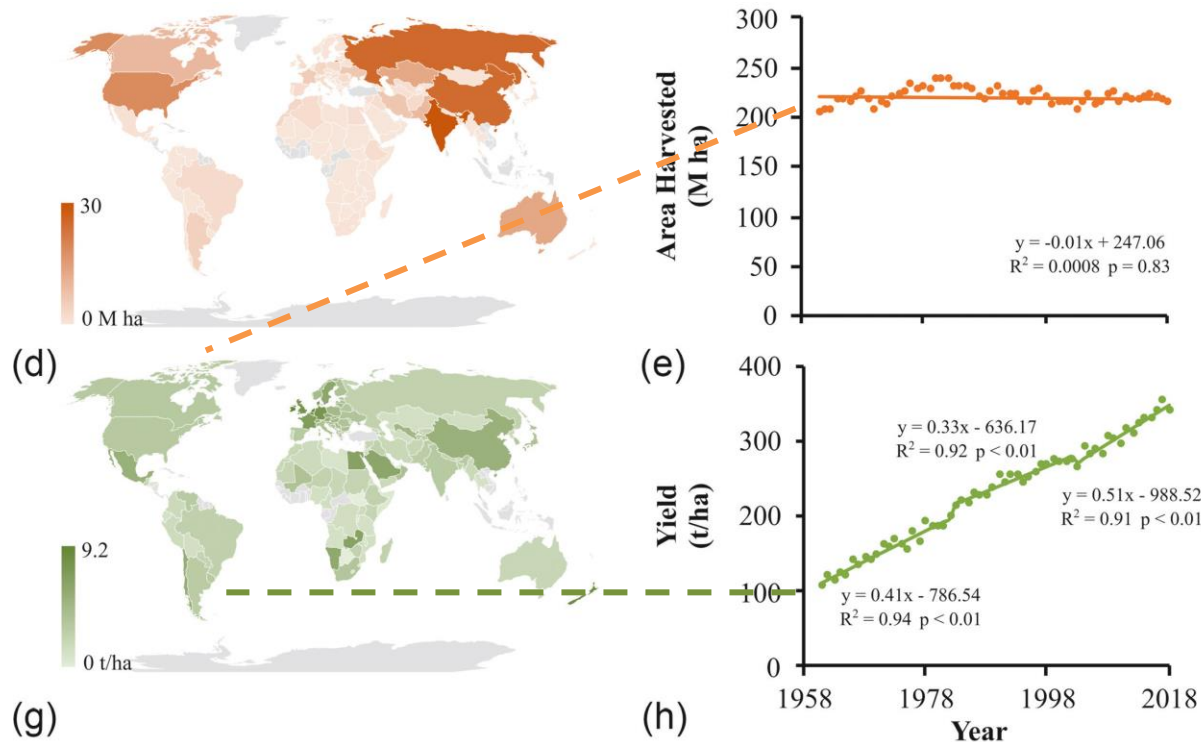 30
0 M ha
(d)
300
250
200
150
100
50
0
Area Harvested
(M ha)
y = -0.01x + 247.06
R² = 0.0008 p = 0.83
(e)
9.2
0 t/ha
(g)
400
300
200
100
0
Yield
(t/ha)
y = 0.33x - 636.17
R² = 0.92 p < 0.01
y = 0.51x - 988.52
R² = 0.91 p < 0.01
y = 0.41x - 786.54
R² = 0.94 p < 0.01
1958 1978 1998 2018
(h) Year